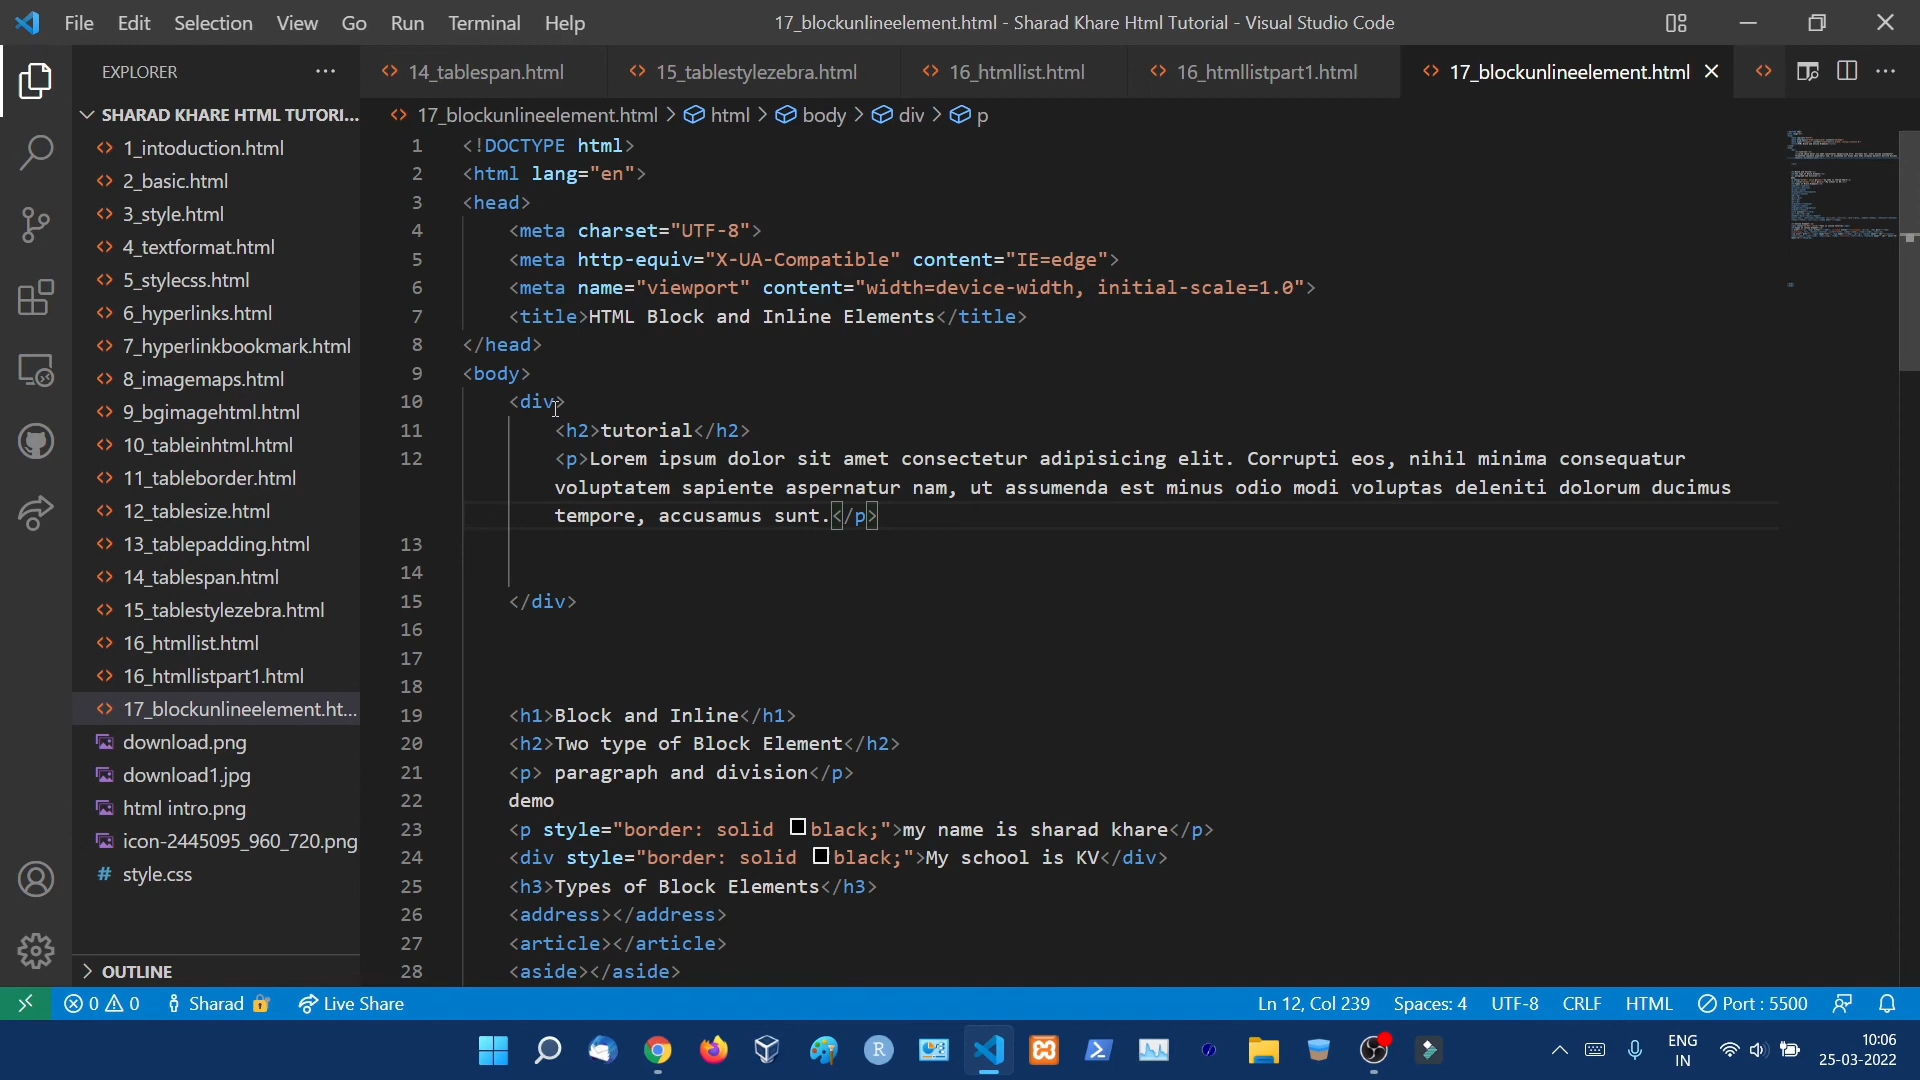 File Edit Selection View Go Run Terminal Help
17_blockunlineelement.html - Sharad Khare Html Tutorial - Visual Studio Code
EXPLORER
14_tablespan.html 15_tablestylezebra.html 16_htmllist.html 16_htmllistpart1.html 17_blockunlineelement.html
SHARAD KHARE HTML TUTORI...
1_intoduction.html
2_basic.html
3_style.html
4_textformat.html
5_stylecss.html
6_hyperlinks.html
7_hyperlinkbookmark.html
8_imagemaps.html
9_bgimagehtml.html
10_tableinhtml.html
11_tableborder.html
12_tablesize.html
13_tablepadding.html
14_tablespan.html
15_tablestylezebra.html
16_htmllist.html
16_htmllistpart1.html
17_blockunlineelement.ht...
download.png
download1.jpg
html intro.png
icon-2445095_960_720.png
# style.css
OUTLINE
17_blockunlineelement.html > html > body > div > p
1 <!DOCTYPE html>
2 <html lang="en">
3 <head>
4 <meta charset="UTF-8">
5 <meta http-equiv="X-UA-Compatible" content="IE=edge">
6 <meta name="viewport" content="width=device-width, initial-scale=1.0">
7 <title>HTML Block and Inline Elements</title>
8 </head>
9 <body>
10 <div>
11 <h2>tutorial</h2>
12 <p>Lorem ipsum dolor sit amet consectetur adipisicing elit. Corrupti eos, nihil minima consequatur
voluptatem sapiente aspernatur nam, ut assumenda est minus odio modi voluptas deleniti dolorum ducimus
tempore, accusamus sunt.</p>
13
14
15 </div>
16
17
18
19 <h1>Block and Inline</h1>
20 <h2>Two type of Block Element</h2>
21 <p> paragraph and division</p>
22 demo
23 <p style="border: solid black;">my name is sharad khare</p>
24 <div style="border: solid black;">My school is KV</div>
25 <h3>Types of Block Elements</h3>
26 <address></address>
27 <article></article>
28 <aside></aside>
0 0 Sharad Live Share
Ln 12, Col 239 Spaces: 4 UTF-8 CRLF HTML Port : 5500
R
ENG
IN
10:06
25-03-2022